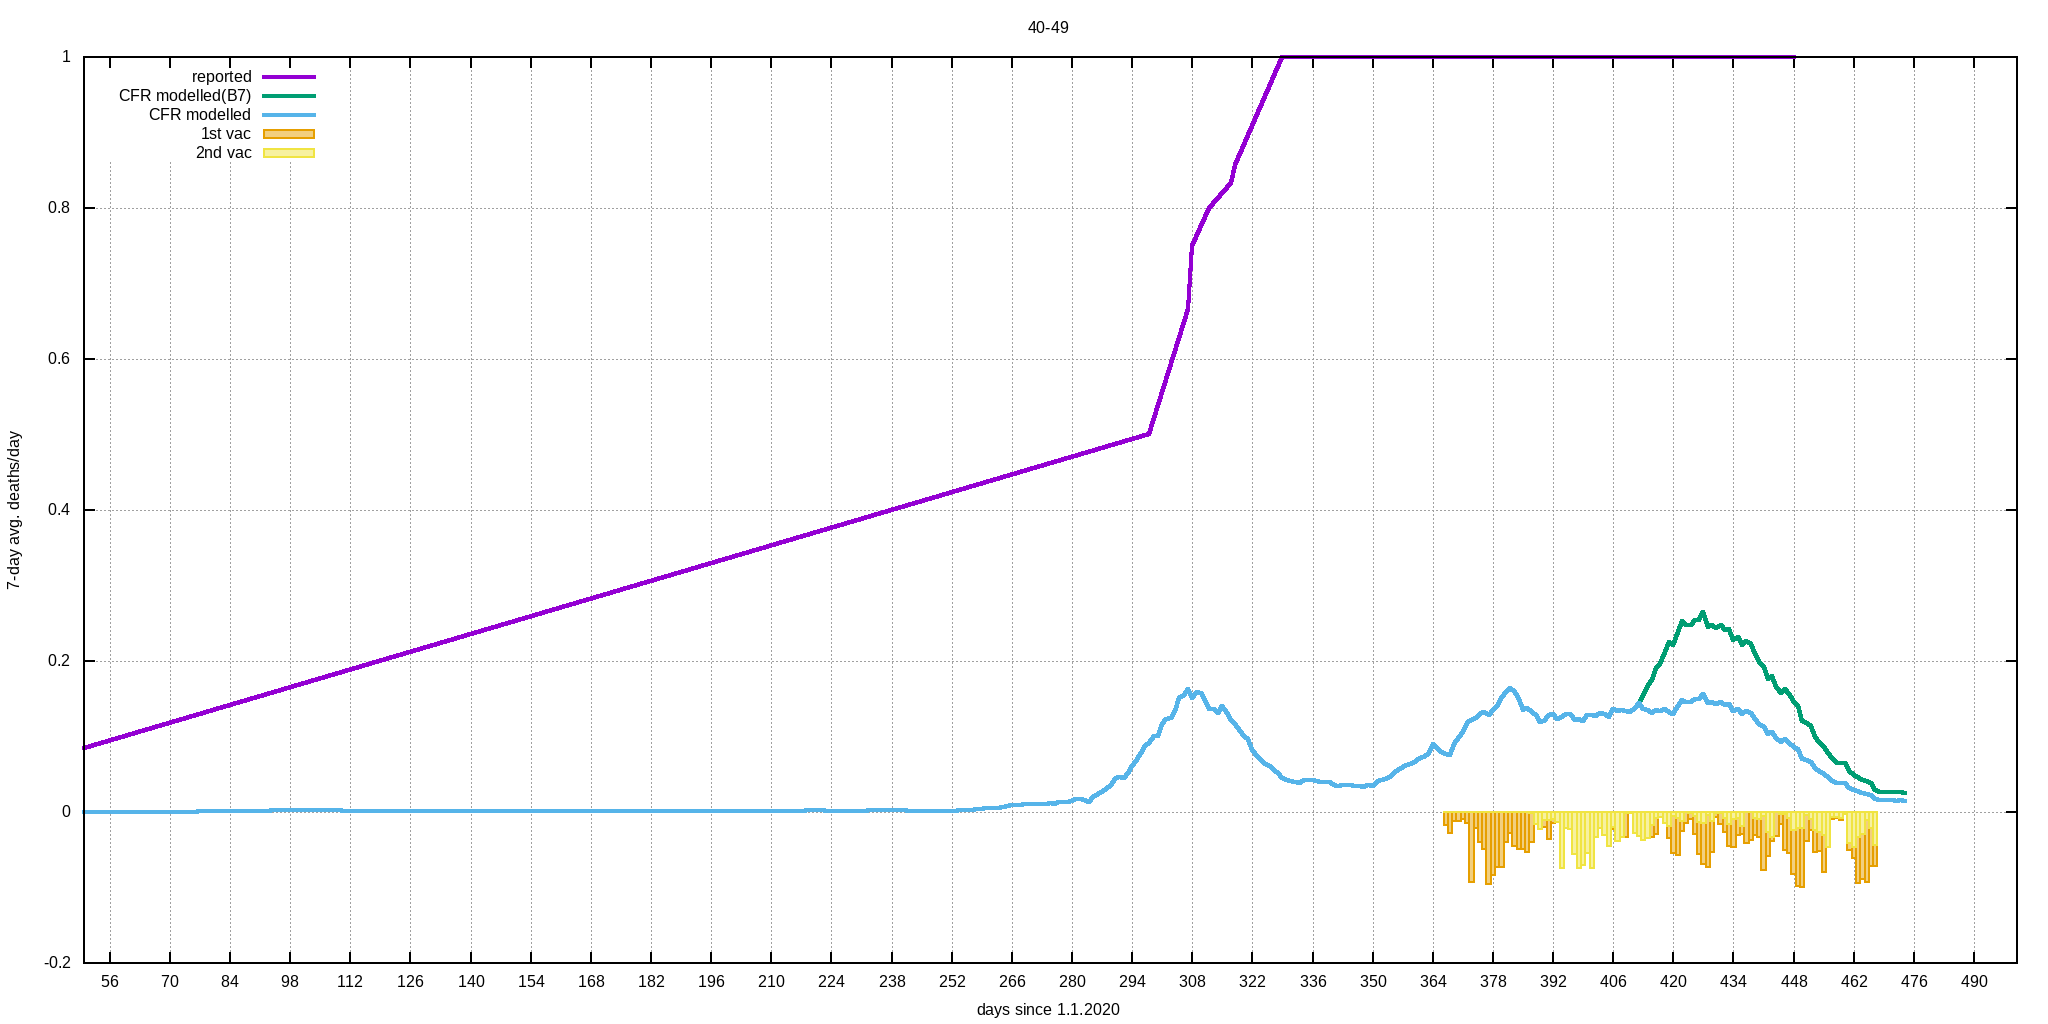 40-49
1
reported
CFR modelled(B7)
CFR modelled
1st vac
2nd vac
0.8
0.6
0.4
0.2
0
-0.2
7-day avg. deaths/day
56 70 84 98 112 126 140 154 168 182 196 210 224 238 252 266 280 294 308 322 336 350 364 378 392 406 420 434 448 462 476 490
days since 1.1.2020